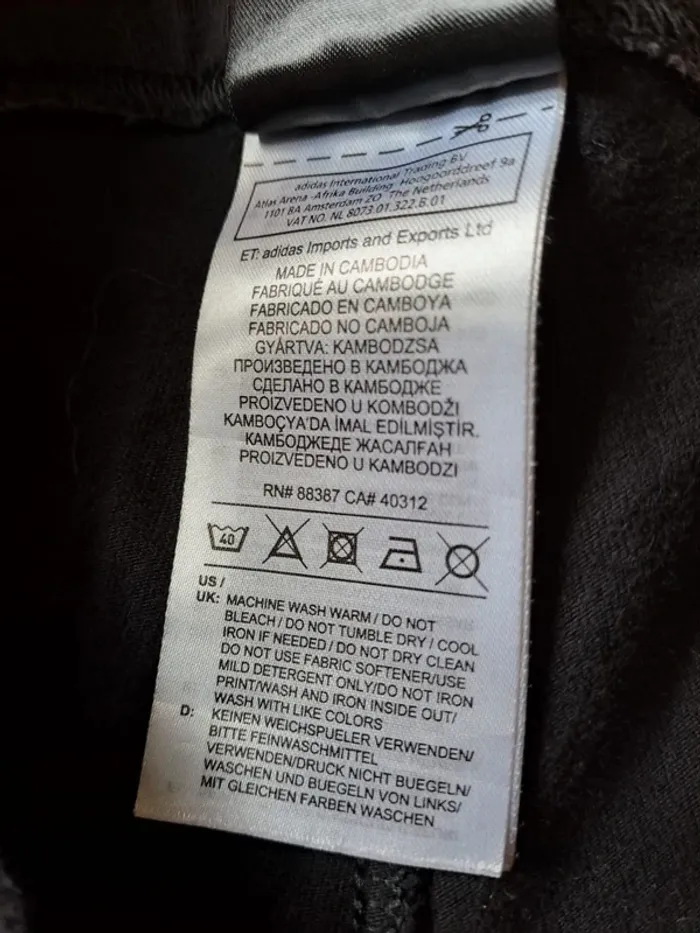 adidas International Trading BV
Atlas Arena -Afrika Building Hoogoorddreef 9a
1101 BA Amsterdam ZO The Netherlands
VAT NO. NL 8073.01.322.B.01
ET: adidas Imports and Exports Ltd
MADE IN CAMBODIA
FABRIQUÉ AU CAMBODGE
FABRICADO EN CAMBOYA
FABRICADO NO CAMBOJA
GYÁRTVA: KAMBODZSA
ПРОИЗВЕДЕНО В КАМБОДЖА
СДЕЛАНО В КАМБОДЖЕ
PROIZVEDENO U KOMBODŽI
KAMBOÇYA'DA İMAL EDİLMİŞTİR.
КАМБОДЖЕДЕ ЖАСАЛҒАН
PROIZVEDENO U KAMBODZI
RN# 88387 CA# 40312
40
US /
UK: MACHINE WASH WARM / DO NOT
BLEACH / DO NOT TUMBLE DRY / COOL
IRON IF NEEDED / DO NOT DRY CLEAN
DO NOT USE FABRIC SOFTENER/USE
MILD DETERGENT ONLY/DO NOT IRON
PRINT/WASH AND IRON INSIDE OUT/
WASH WITH LIKE COLORS
D: KEINEN WEICHSPUELER VERWENDEN/
BITTE FEINWASCHMITTEL
VERWENDEN/DRUCK NICHT BUEGELN/
WASCHEN UND BUEGELN VON LINKS/
MIT GLEICHEN FARBEN WASCHEN